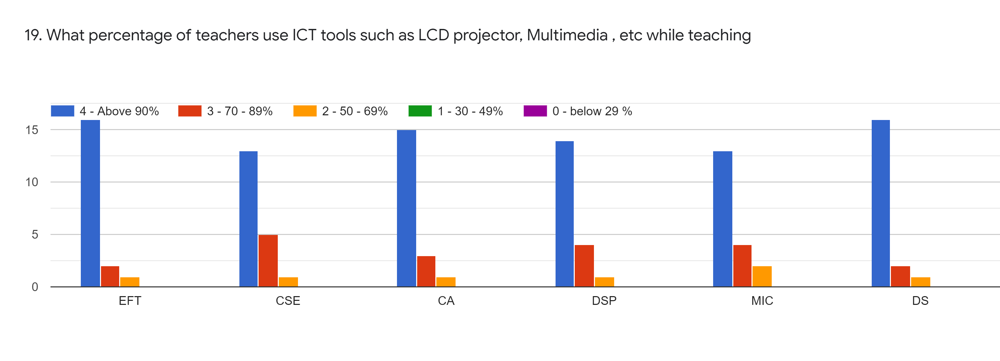 19. What percentage of teachers use ICT tools such as LCD projector, Multimedia , etc while teaching
4 - Above 90% 3 - 70 - 89% 2 - 50 - 69% 1 - 30 - 49% 0 - below 29 %
15
10
5
0
EFT CSE CA DSP MIC DS